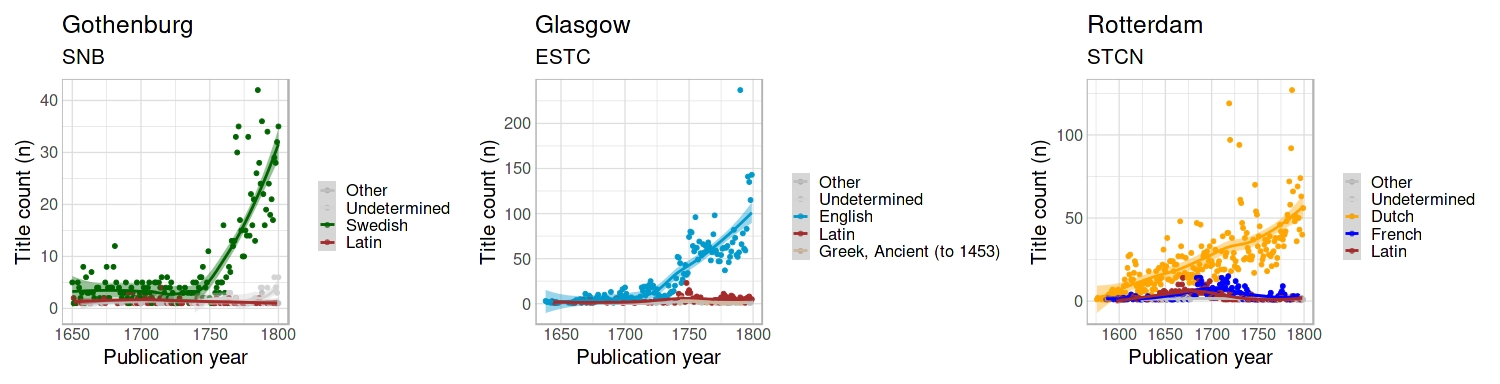 Gothenburg
SNB
Title count (n)
40
30
20
10
0
1650 1700 1750 1800
Publication year
Other
Undetermined
Swedish
Latin
Glasgow
ESTC
Title count (n)
200
150
100
50
0
1650 1700 1750 1800
Publication year
Other
Undetermined
English
Latin
Greek, Ancient (to 1453)
Rotterdam
STCN
Title count (n)
100
50
0
1600 1650 1700 1750 1800
Publication year
Other
Undetermined
Dutch
French
Latin